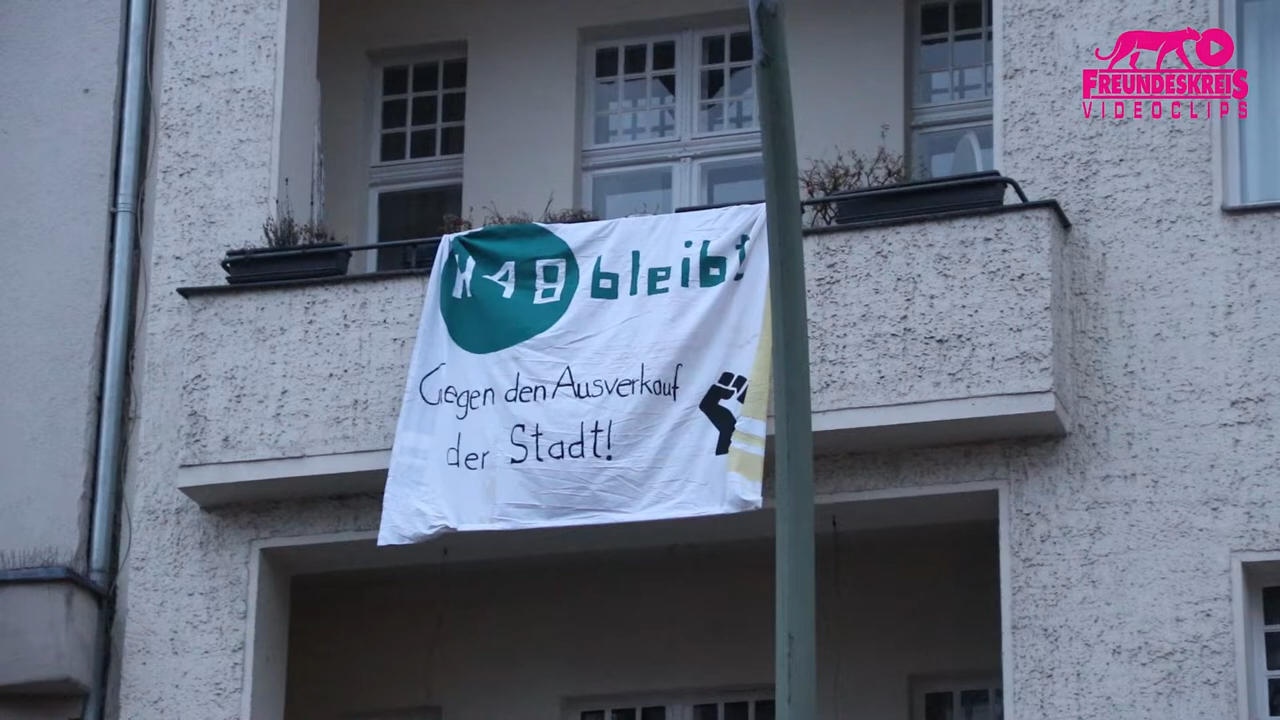 FREUNDESKREIS
VIDEOCLIPS
H48 bleibt
Gegen den Ausverkauf
der Stadt!